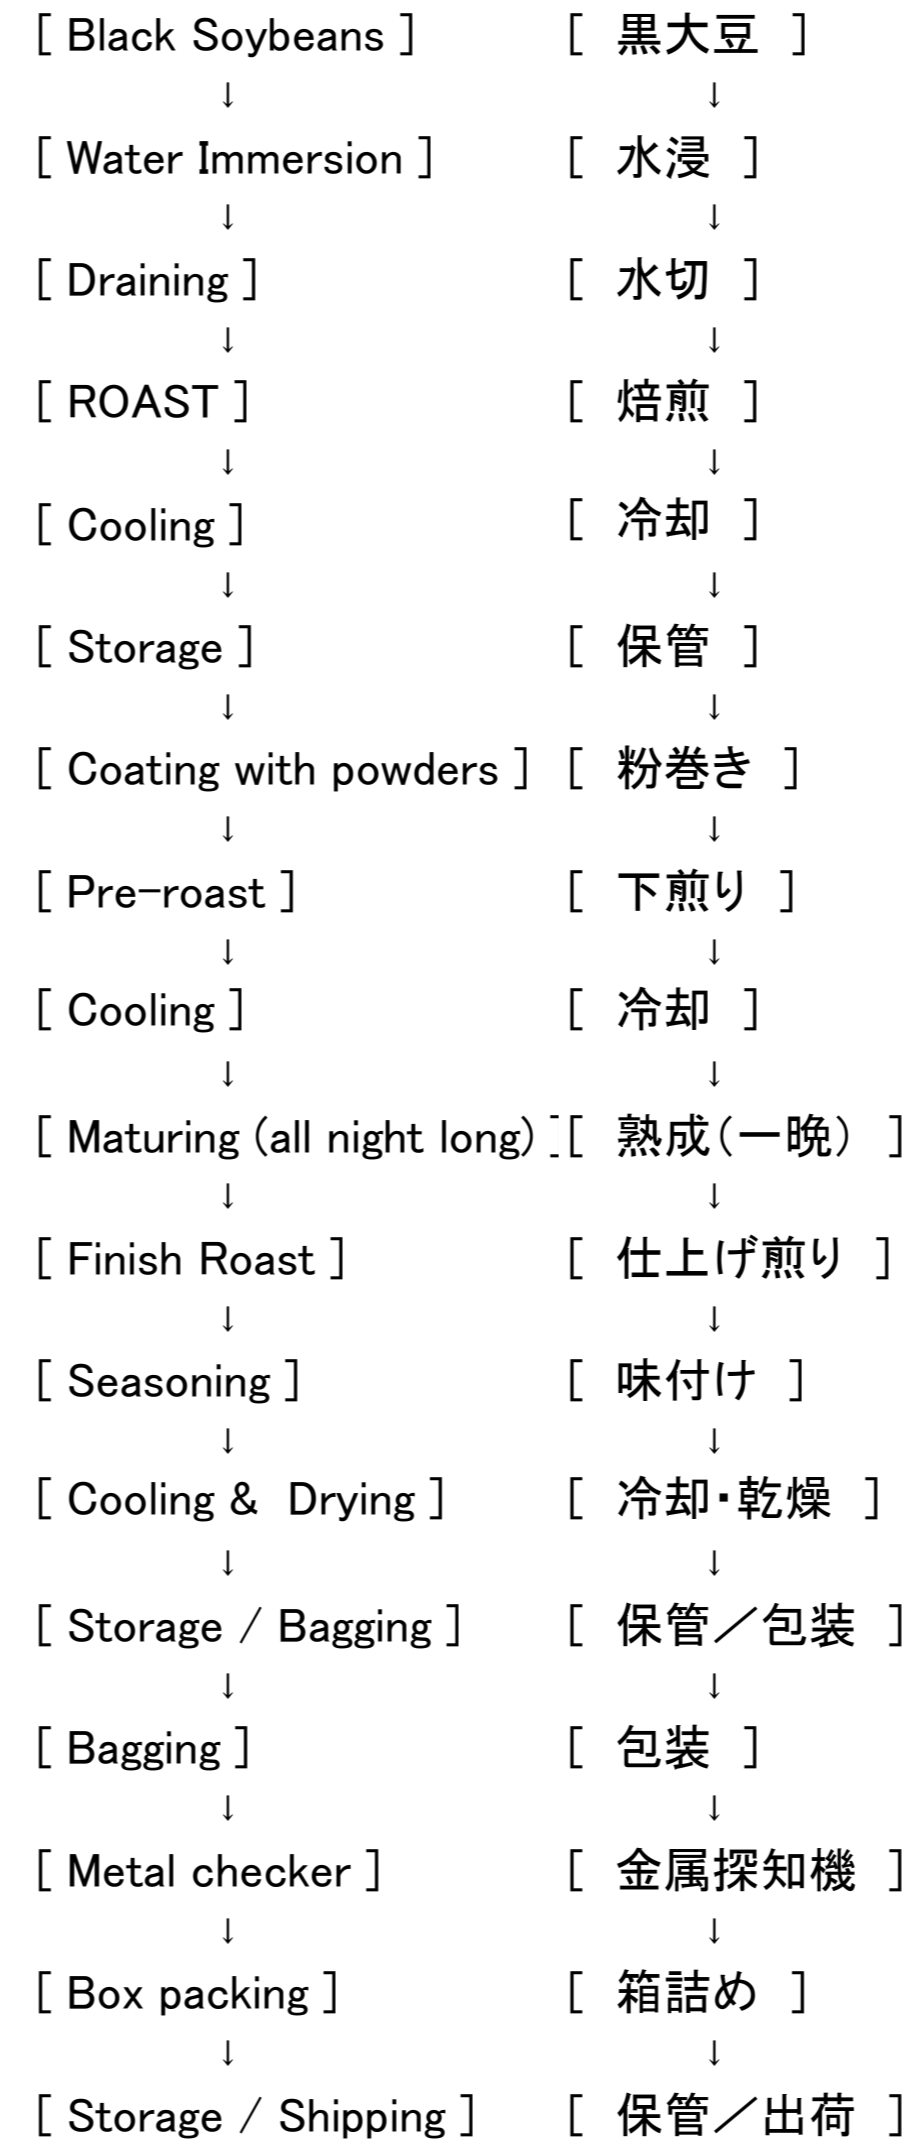 [ Black Soybeans ] [ 黒大豆 ]
↓ ↓
[ Water Immersion ] [ 水浸 ]
↓ ↓
[ Draining ] [ 水切 ]
↓ ↓
[ ROAST ] [ 焙煎 ]
↓ ↓
[ Cooling ] [ 冷却 ]
↓ ↓
[ Storage ] [ 保管 ]
↓ ↓
[ Coating with powders ] [ 粉巻き ]
↓ ↓
[ Pre-roast ] [ 下煎り ]
↓ ↓
[ Cooling ] [ 冷却 ]
↓ ↓
[ Maturing (all night long) ][ 熟成(一晩) ]
↓ ↓
[ Finish Roast ] [ 仕上げ煎り ]
↓ ↓
[ Seasoning ] [ 味付け ]
↓ ↓
[ Cooling & Drying ] [ 冷却・乾燥 ]
↓ ↓
[ Storage / Bagging ] [ 保管／包装 ]
↓ ↓
[ Bagging ] [ 包装 ]
↓ ↓
[ Metal checker ] [ 金属探知機 ]
↓ ↓
[ Box packing ] [ 箱詰め ]
↓ ↓
[ Storage / Shipping ] [ 保管／出荷 ]